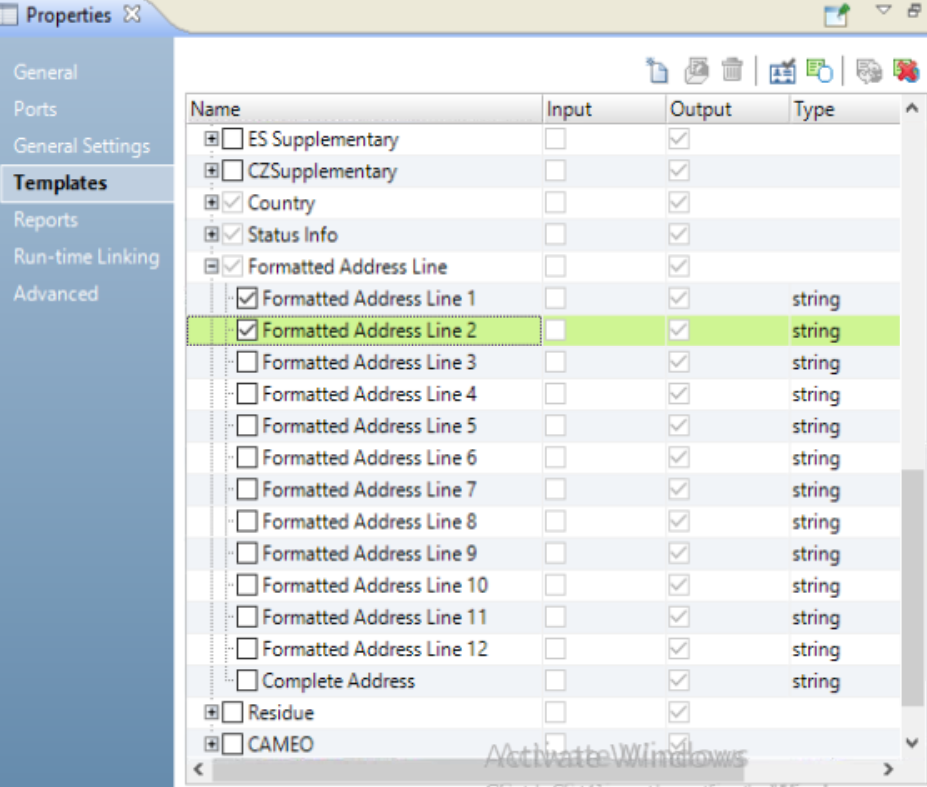 Properties
General
Ports
General Settings
Templates
Reports
Run-time Linking
Advanced
Name Input Output Type
ES Supplementary
CZSupplementary
Country
Status Info
Formatted Address Line
Formatted Address Line 1 string
Formatted Address Line 2 string
Formatted Address Line 3 string
Formatted Address Line 4 string
Formatted Address Line 5 string
Formatted Address Line 6 string
Formatted Address Line 7 string
Formatted Address Line 8 string
Formatted Address Line 9 string
Formatted Address Line 10 string
Formatted Address Line 11 string
Formatted Address Line 12 string
Complete Address string
Residue
CAMEO
Activate Windows